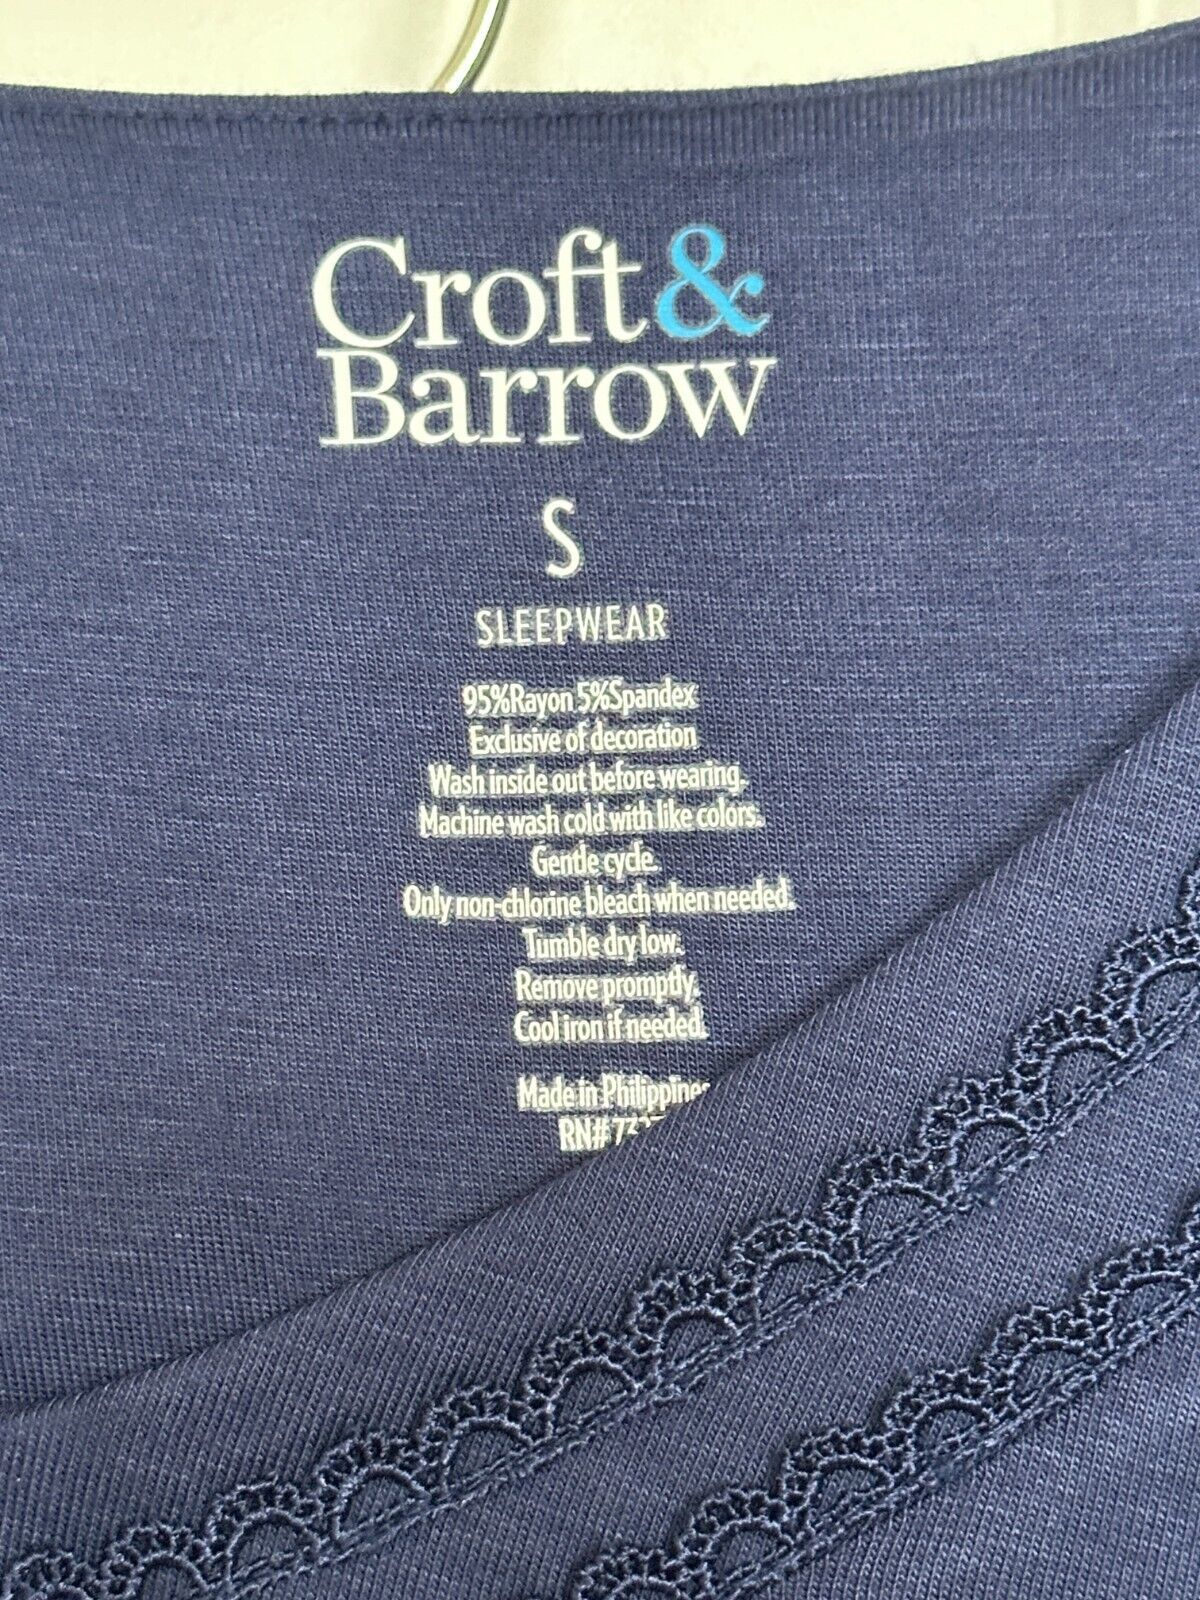 Croft &
Barrow
S
SLEEPWEAR
95%Rayon 5%Spandex
Exclusive of decoration
Wash inside out before wearing.
Machine wash cold with like colors.
Gentle cycle.
Only non-chlorine bleach when needed.
Tumble dry low.
Remove promptly.
Cool iron if needed.
Made in Philippines
RN#